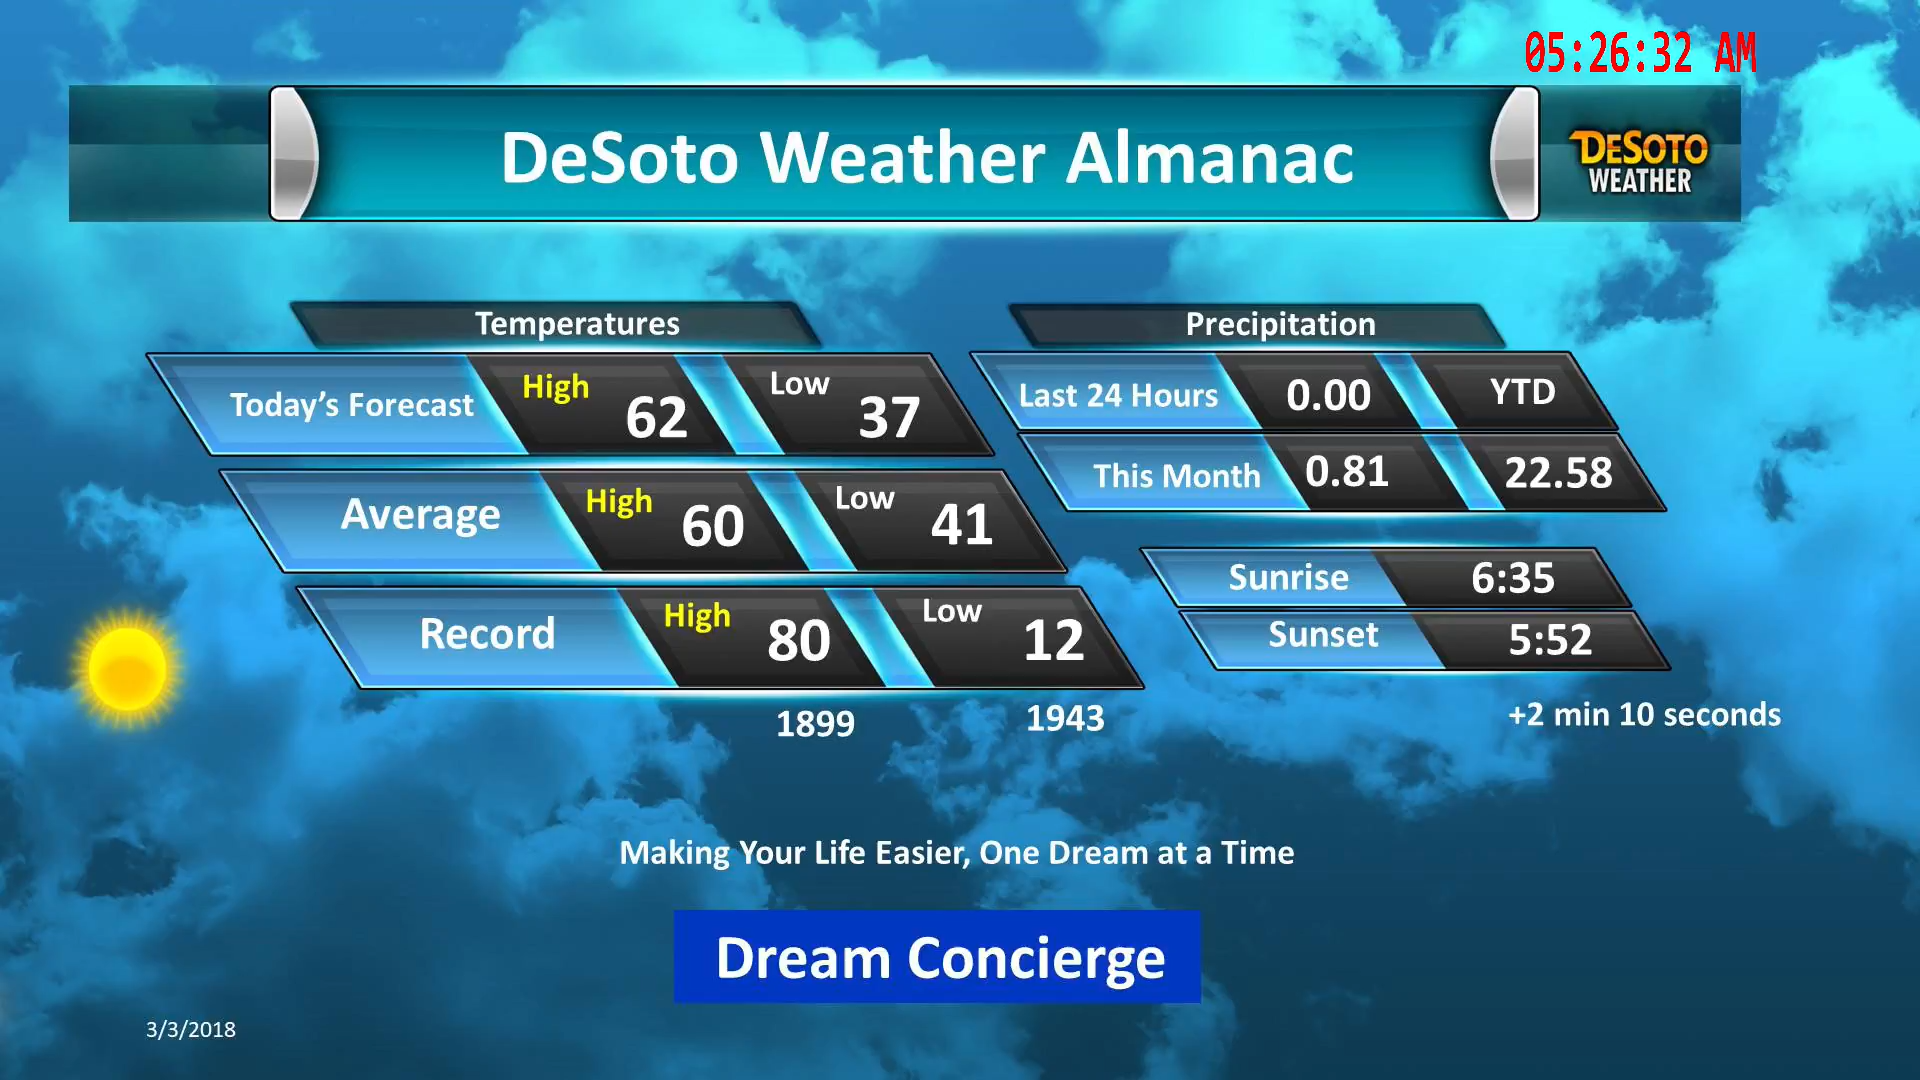 05:26:32 AM
DeSoto Weather Almanac
DESOTO
WEATHER
Temperatures
Today's Forecast High 62 Low 37
Average High 60 Low 41
Record High 80 Low 12
1899 1943
Precipitation
Last 24 Hours 0.00 YTD
This Month 0.81 22.58
Sunrise 6:35
Sunset 5:52
+2 min 10 seconds
Making Your Life Easier, One Dream at a Time
Dream Concierge
3/3/2018